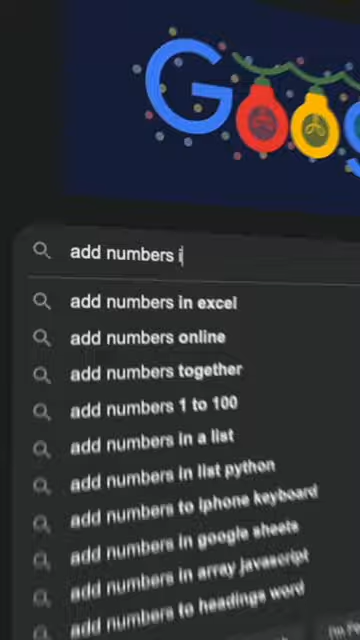 Goo
add numbers i
add numbers in excel
add numbers online
add numbers together
add numbers 1 to 100
add numbers in a list
add numbers in list python
add numbers to iphone keyboard
add numbers in google sheets
add numbers in array javascript
add numbers to headings word